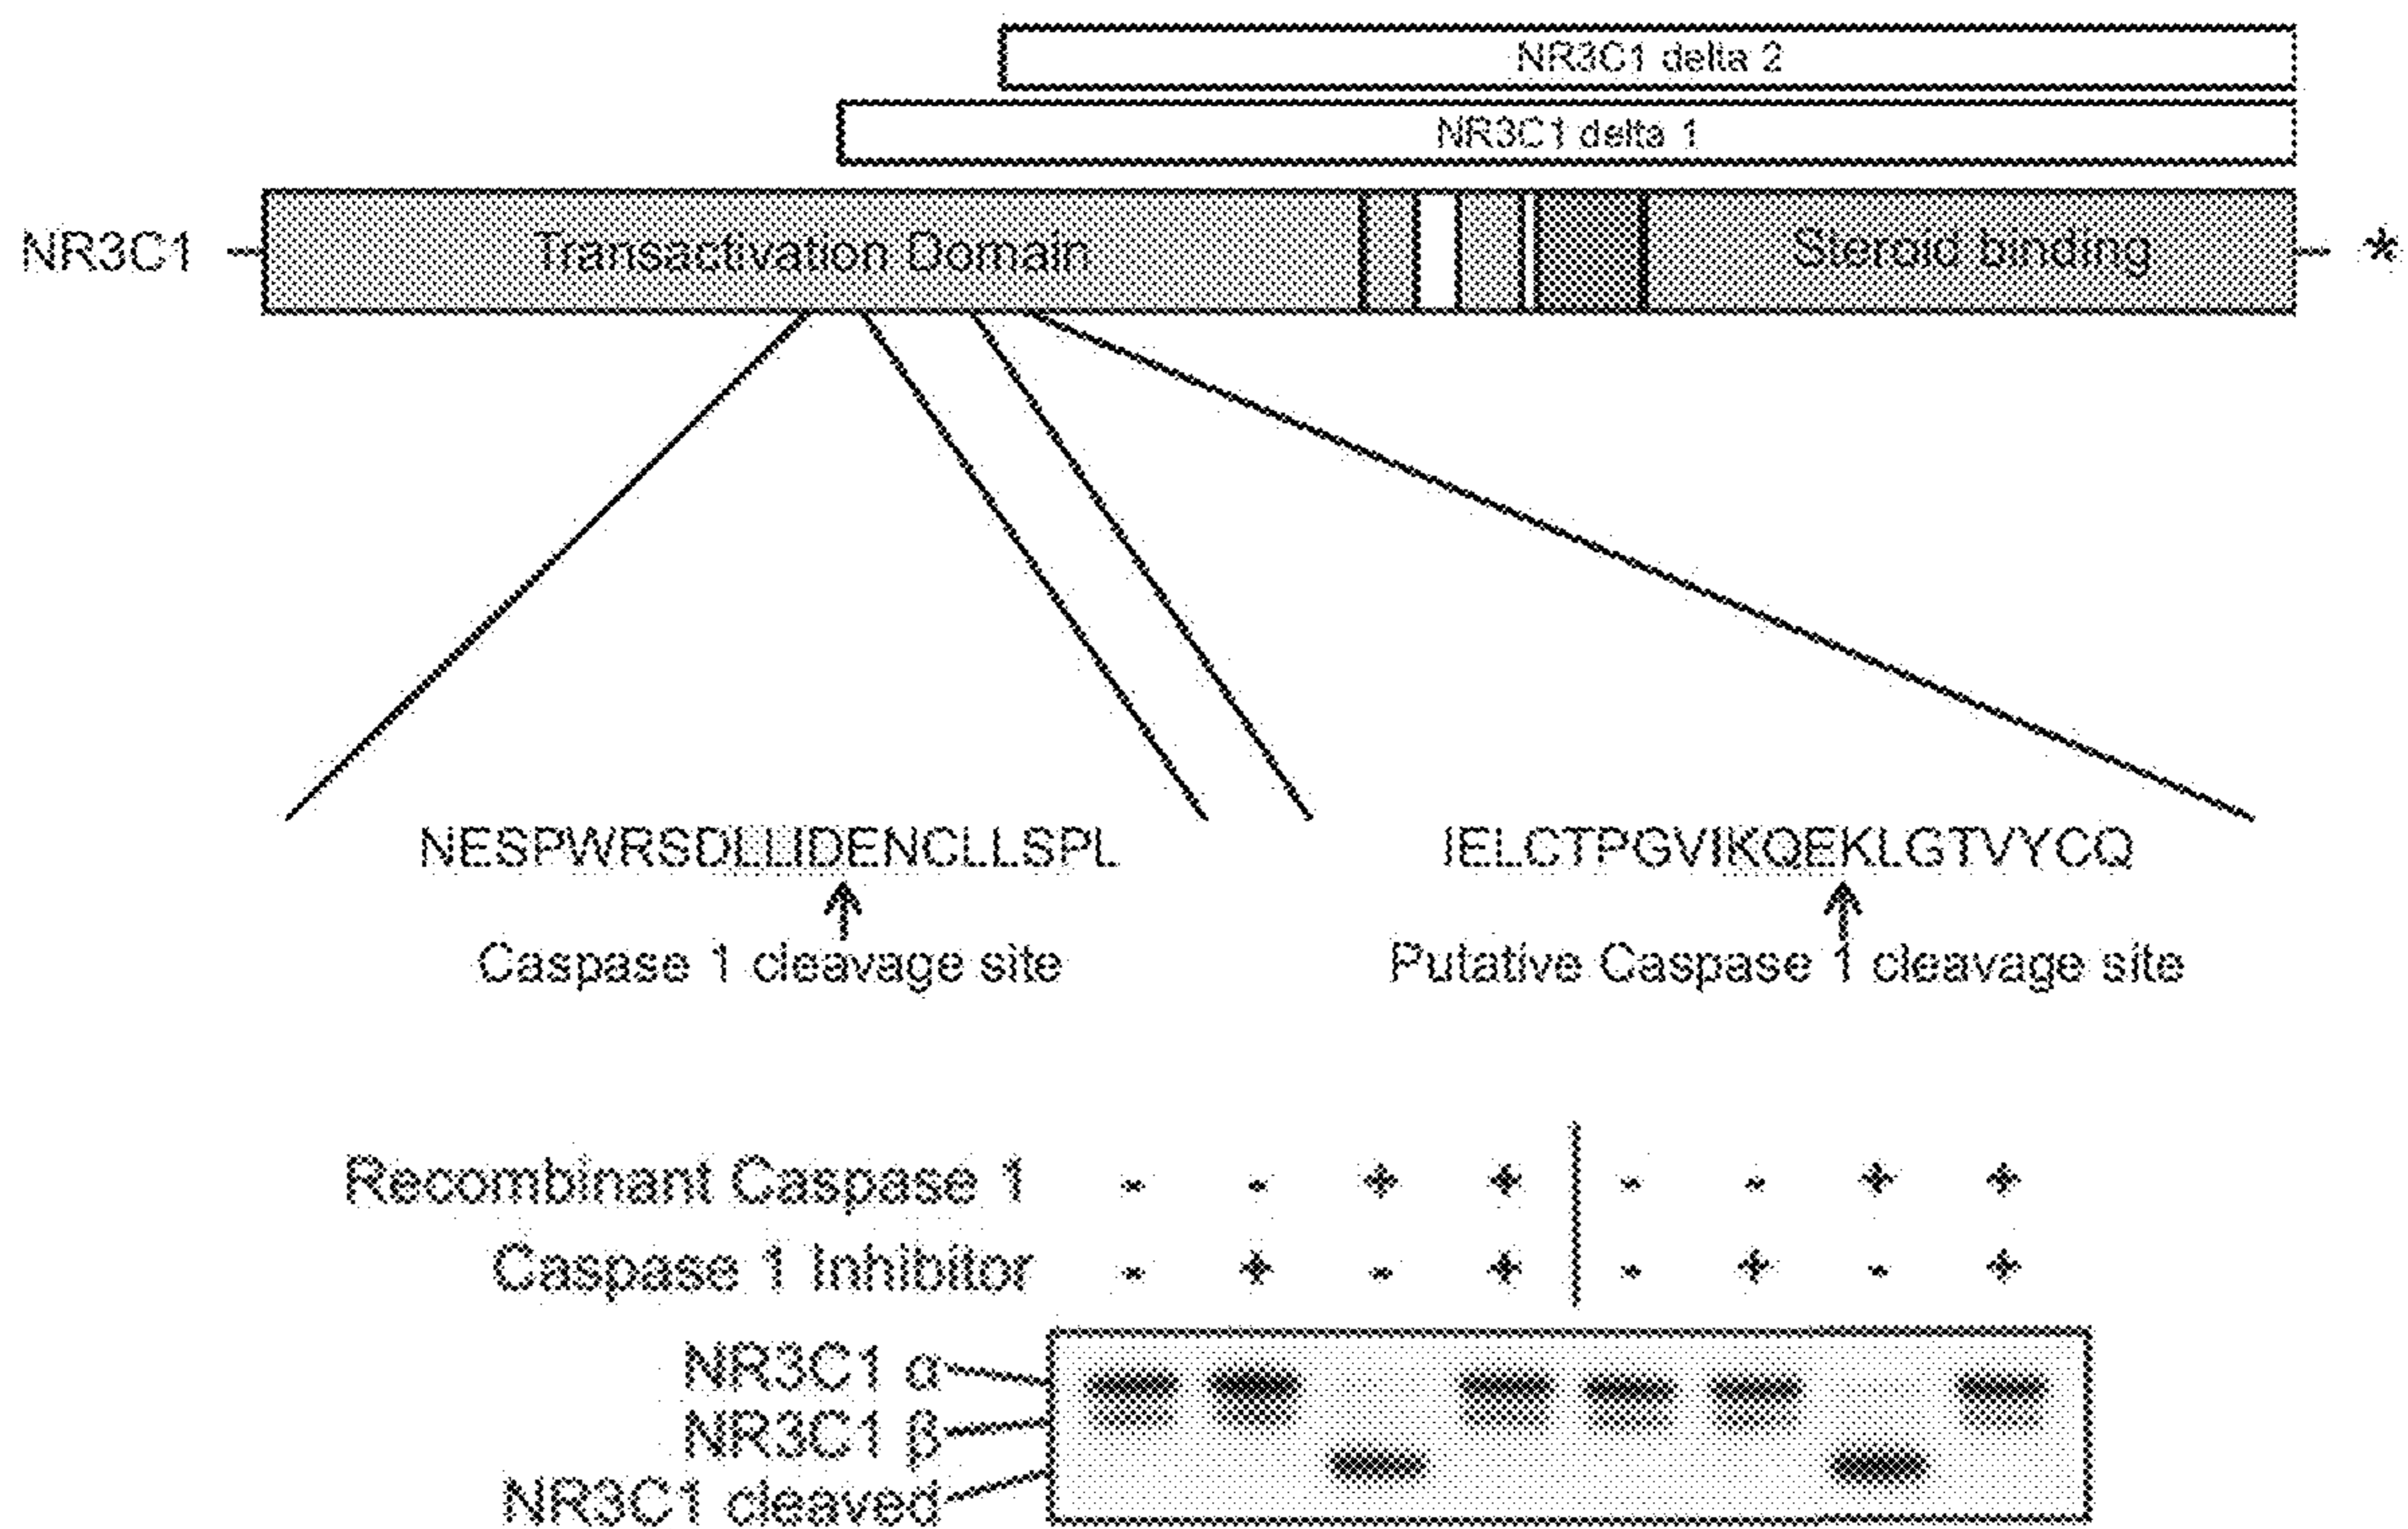 NR3C1 delta 2
NR3C1 delta 1
NR3C1 Transactivation Domain Steroid binding *
NESPWRSDLLIDENCLLSPL IELCTPGVIKQEKLGTVYCQ
Caspase 1 cleavage site Putative Caspase 1 cleavage site
Recombinant Caspase 1 - - + + - - + +
Caspase 1 Inhibitor - + - + - + - +
NR3C1 α
NR3C1 β
NR3C1 cleaved